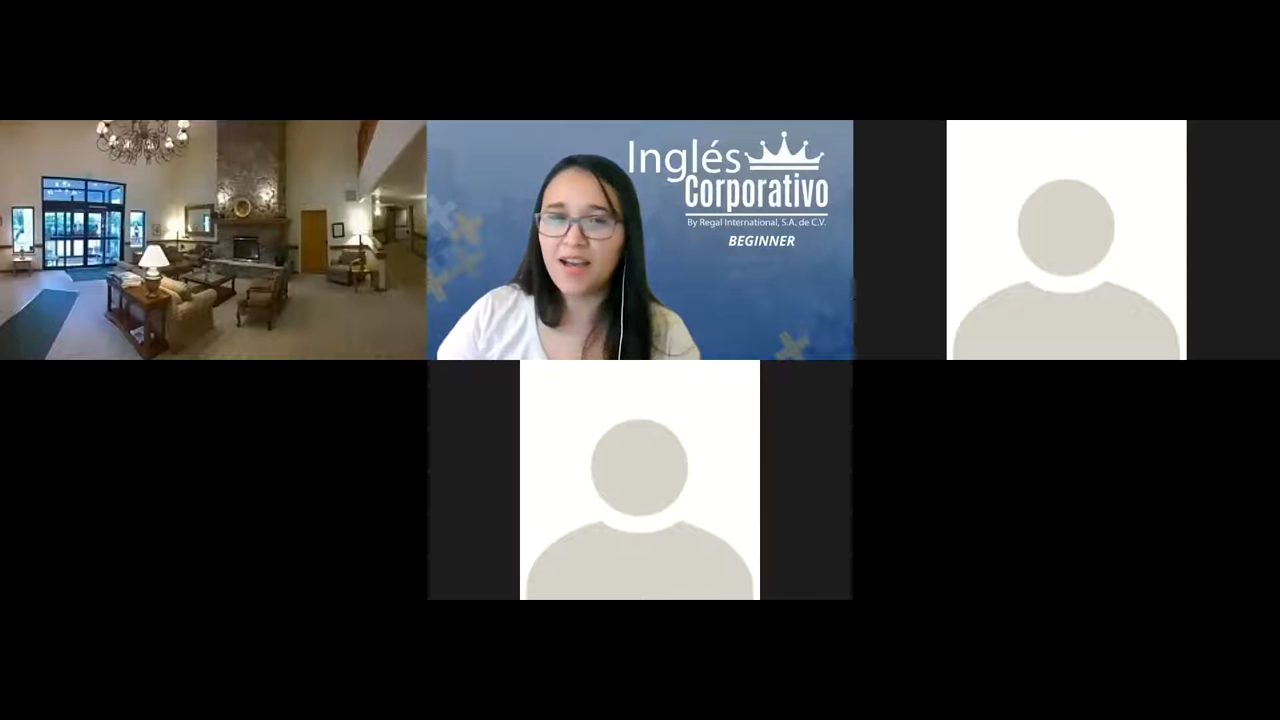 Inglés
Corporativo
By Regal International, S.A. de C.V.
BEGINNER